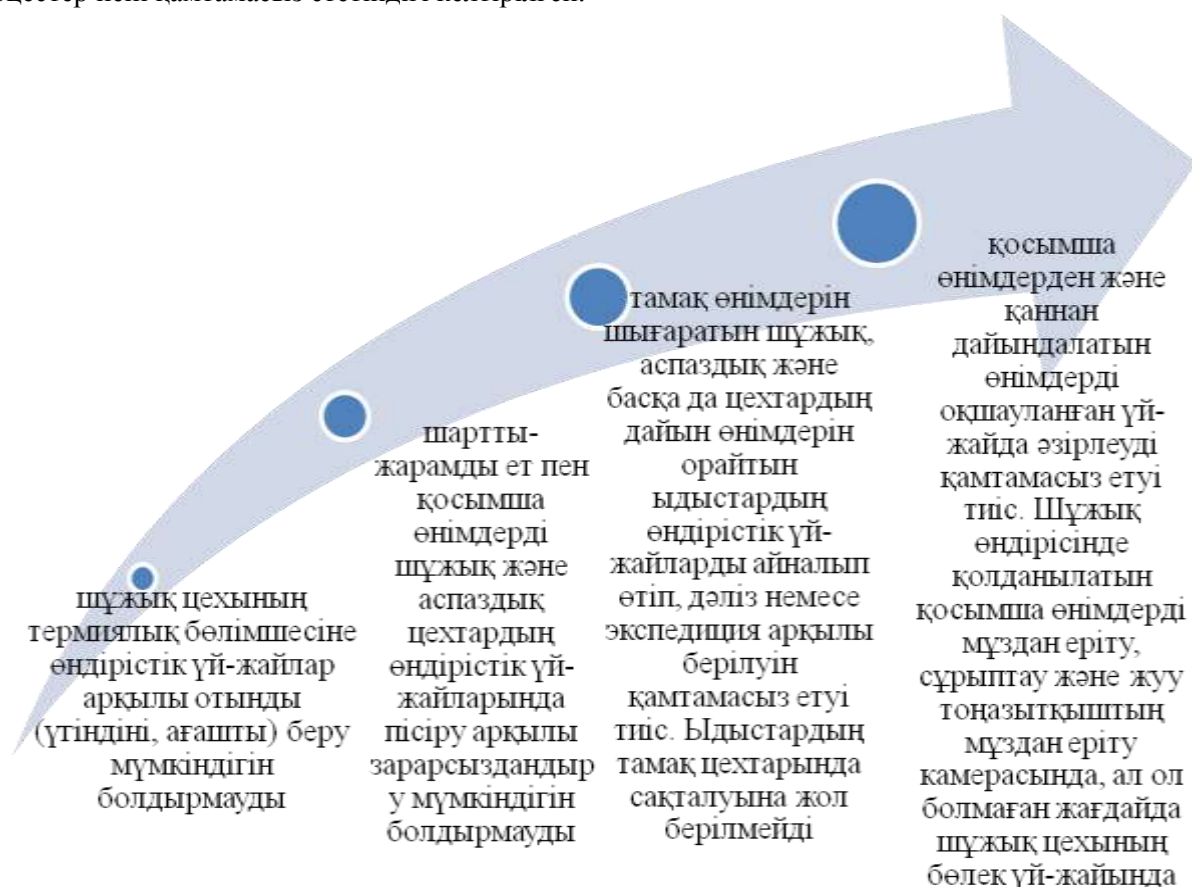 қамтамасыз
шұжық цехының
термиялық бөлімшесіне
өндірістік үй-жайлар
арқылы отынды
(үгіндіні, ағашты) беру
мүмкіндігін
болдырмауды
шартты-
жарамды ет пен
қосымша
өнімдерді
шұжық және
аспаздық
цехтардың
өндірістік үй-
жайларында
пісіру арқылы
зарарсыздандыр
у мүмкіндігін
болдырмауды
тамақ өнімдерін
шығаратын шұжық,
аспаздық және
басқа да цехтардың
дайын өнімдерін
орайтын
ыдыстардың
өндірістік үй-
жайларды айналып
өтіп, дәліз немесе
экспедиция арқылы
берілуін
қамтамасыз етуі
тиіс. Ыдыстардың
тамақ цехтарында
сақталуына жол
берілмейді
қосымша
өнімдерден және
қаннан
дайындалатын
өнімдерді
оқшауланған үй-
жайда әзірлеуді
қамтамасыз етуі
тиіс. Шұжық
өндірісінде
қолданылатын
қосымша өнімдерді
мұздан еріту,
сұрыптау және жуу
тоңазытқыштың
мұздан еріту
камерасында, ал ол
болмаған жағдайда
шұжық цехының
бөлек үй-жайында